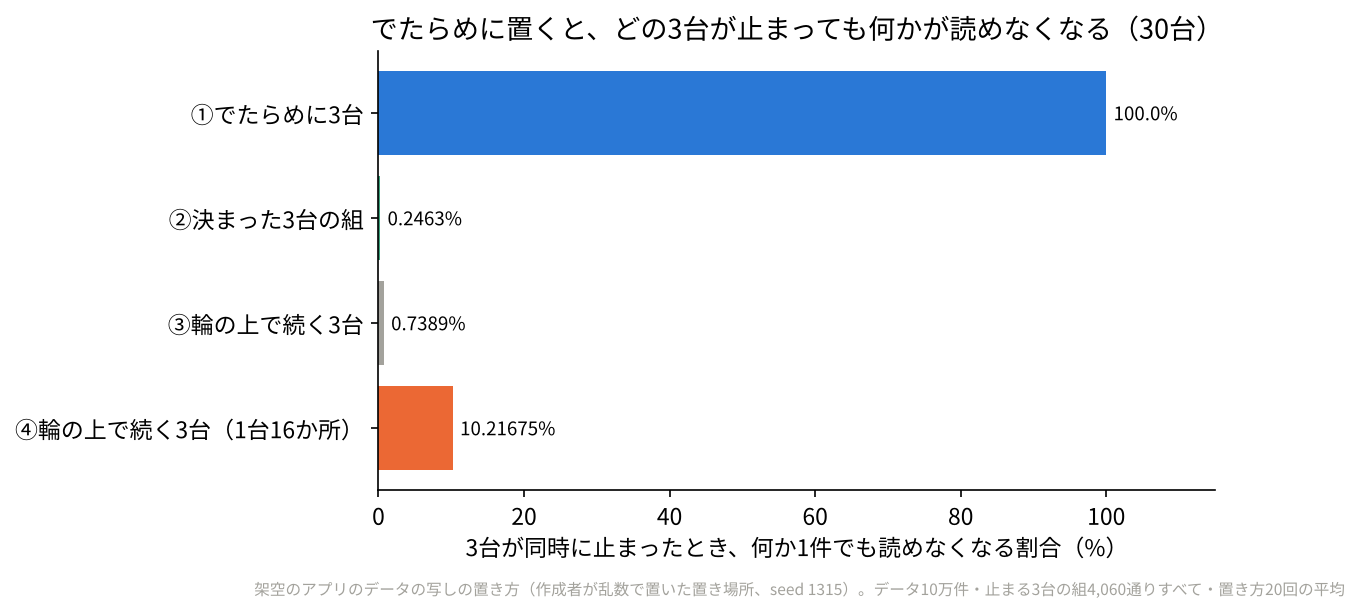 でたらめに置くと、どの3台が止まっても何かが読めなくなる（30台）
①でたらめに3台
100.0%
②決まった3台の組
0.2463%
③輪の上で続く3台
0.7389%
④輪の上で続く3台（1台16か所）
10.21675%
0 20 40 60 80 100
3台が同時に止まったとき、何か1件でも読めなくなる割合（%）
架空のアプリのデータの写しの置き方（作成者が乱数で置いた置き場所、seed 1315）。データ10万件・止まる3台の組4,060通りすべて・置き方20回の平均